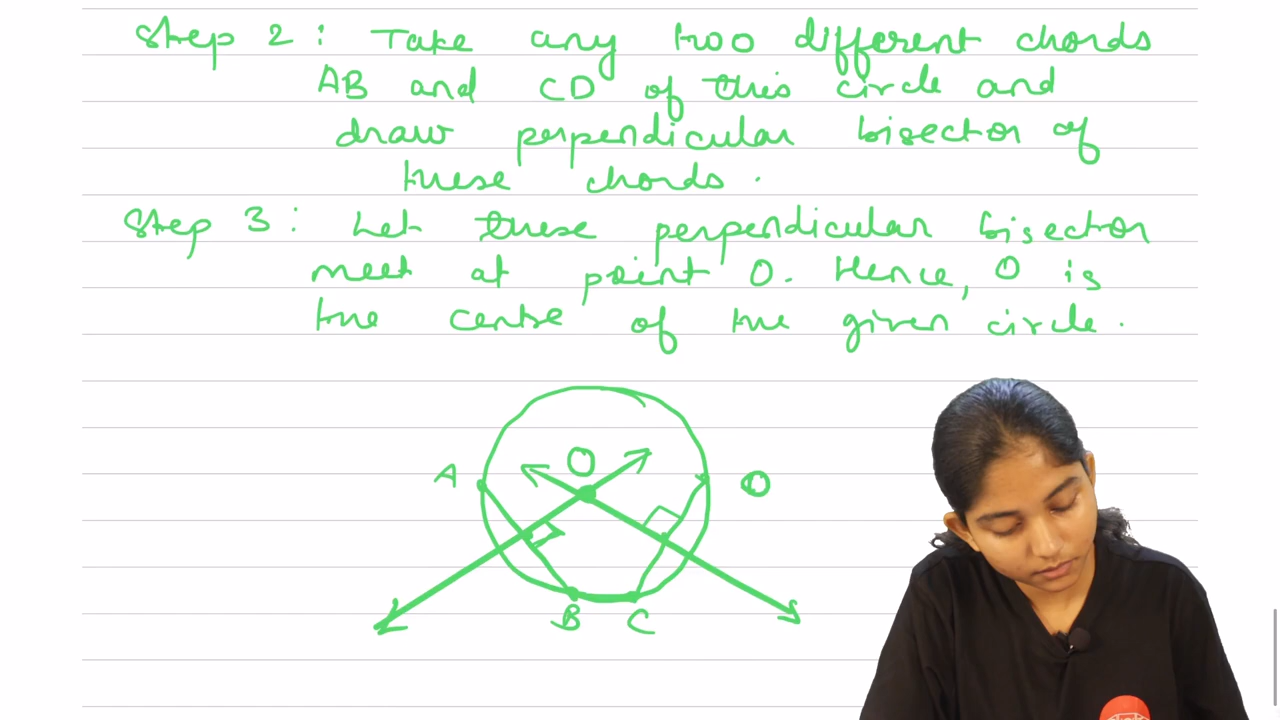 Step 2 : Take any two different chords
AB and CD of this circle and
draw perpendicular bisector of
these chords.
Step 3 : Let these perpendicular bisector
meet at point O. Hence, O is
the centre of the given circle.
O
A
D
B C